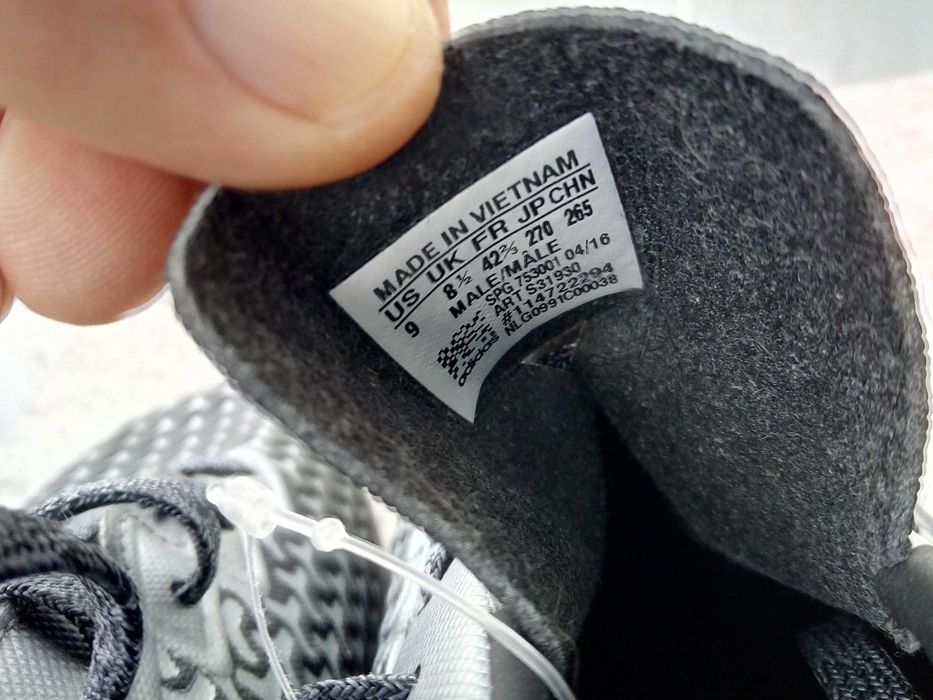 MADE IN VIETNAM
US UK FR JP CHN
9 8½ 42⅔ 270 265
MALE/MÂLE
SPG 753001 04/16
ART S31930
#114722294
adidas NLG0991C00038